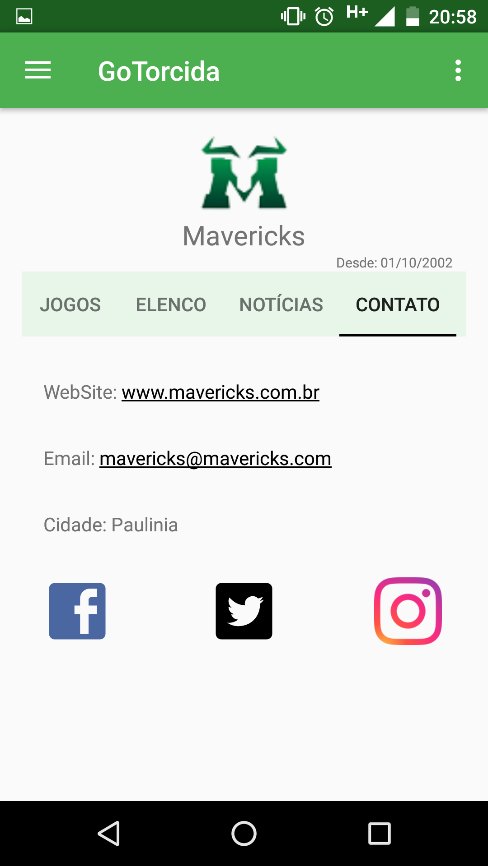 H+ 20:58
GoTorcida
M
Mavericks
Desde: 01/10/2002
JOGOS ELENCO NOTÍCIAS CONTATO
WebSite: www.mavericks.com.br
Email: mavericks@mavericks.com
Cidade: Paulinia